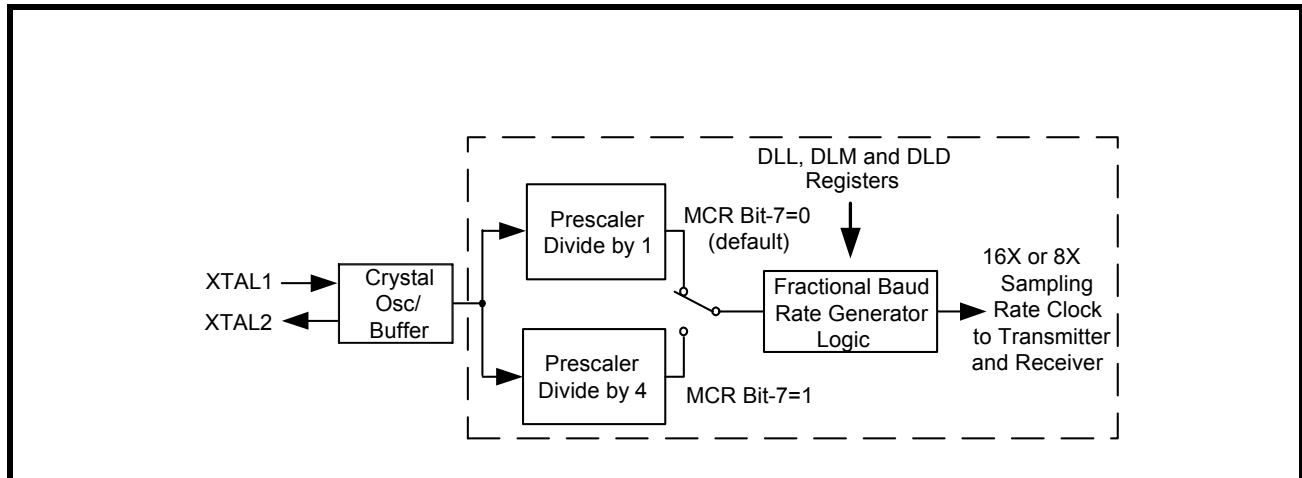 DLL, DLM and DLD
Registers
Prescaler
Divide by 1
MCR Bit-7=0
(default)
16X or 8X
Sampling
Rate Clock
to Transmitter
and Receiver
XTAL1
XTAL2
Crystal
Osc/
Buffer
Fractional Baud
Rate Generator
Logic
Prescaler
Divide by 4
MCR Bit-7=1